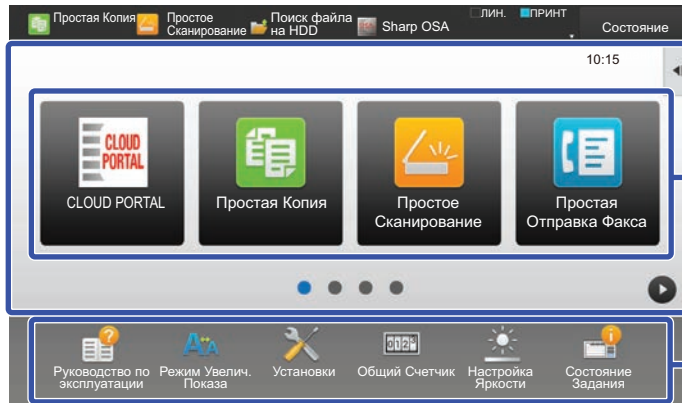 Простая Копия
Простое
Сканирование
Поиск файла
на HDD
Sharp OSA
ЛИН.
ПРИНТ
Состояние
10:15
CLOUD
PORTAL
CLOUD PORTAL
Простая Копия
Простое
Сканирование
Простая
Отправка Факса
Руководство по
эксплуатации
Режим Увелич.
Показа
Установки
Общий Счетчик
Настройка
Яркости
Состояние
Задания